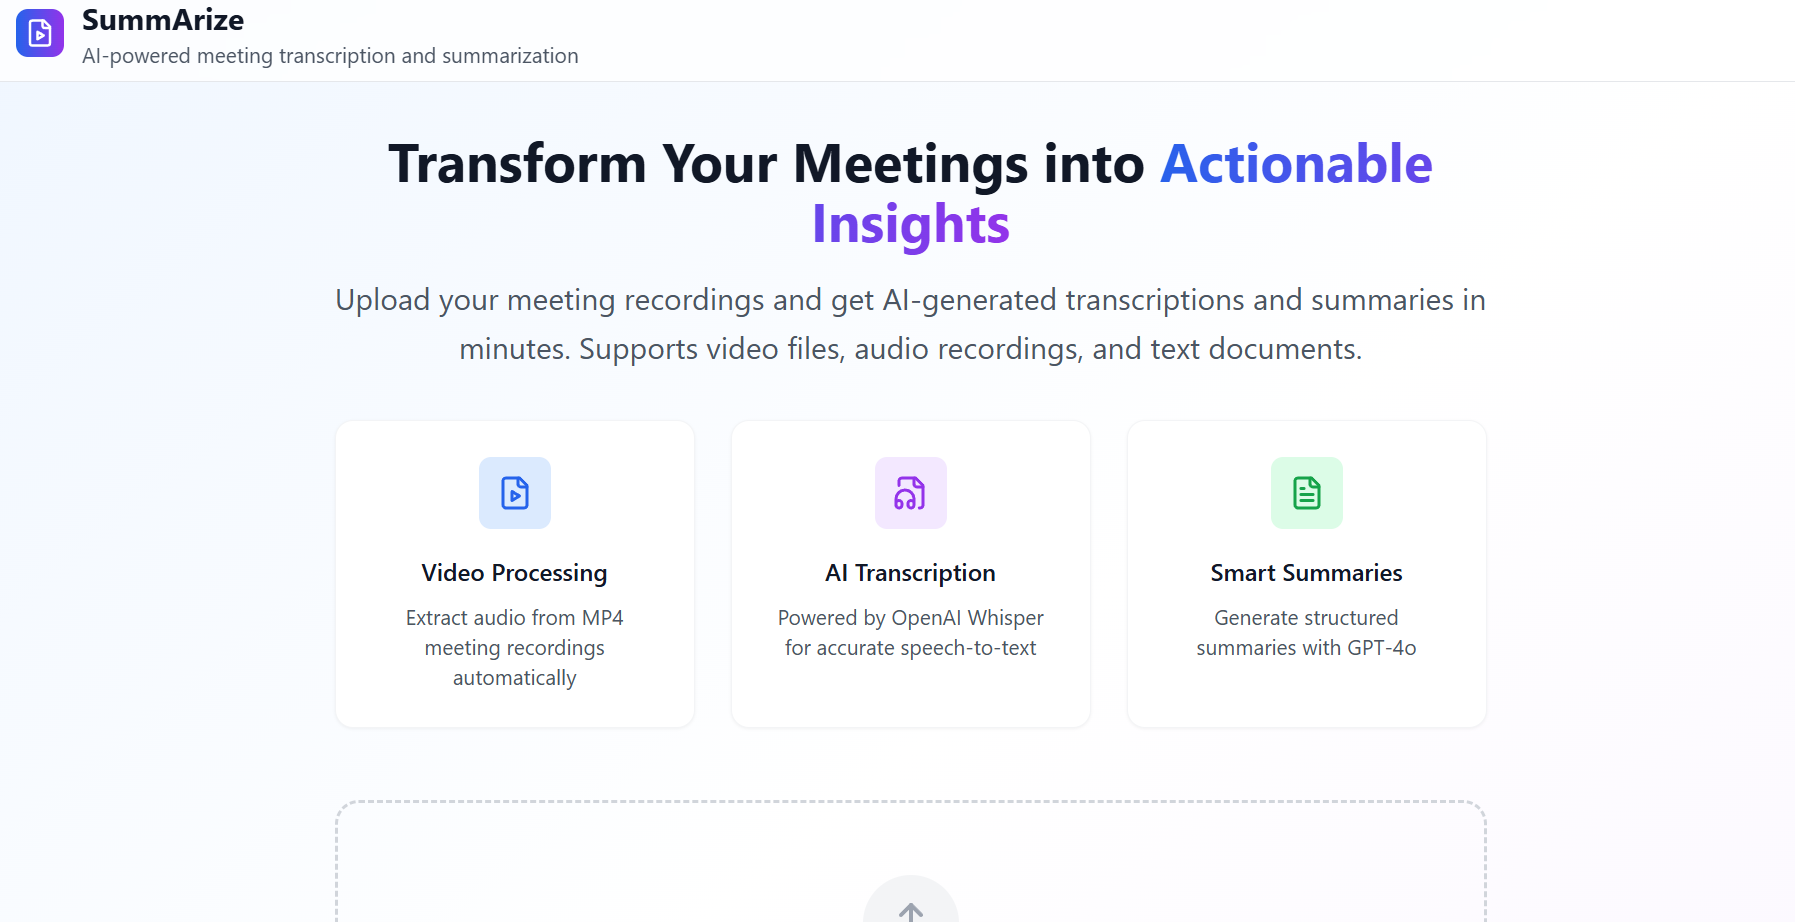 SummArize
AI-powered meeting transcription and summarization
Transform Your Meetings into Actionable
Insights
Upload your meeting recordings and get AI-generated transcriptions and summaries in
minutes. Supports video files, audio recordings, and text documents.
Video Processing
Extract audio from MP4
meeting recordings
automatically
AI Transcription
Powered by OpenAI Whisper
for accurate speech-to-text
Smart Summaries
Generate structured
summaries with GPT-4o